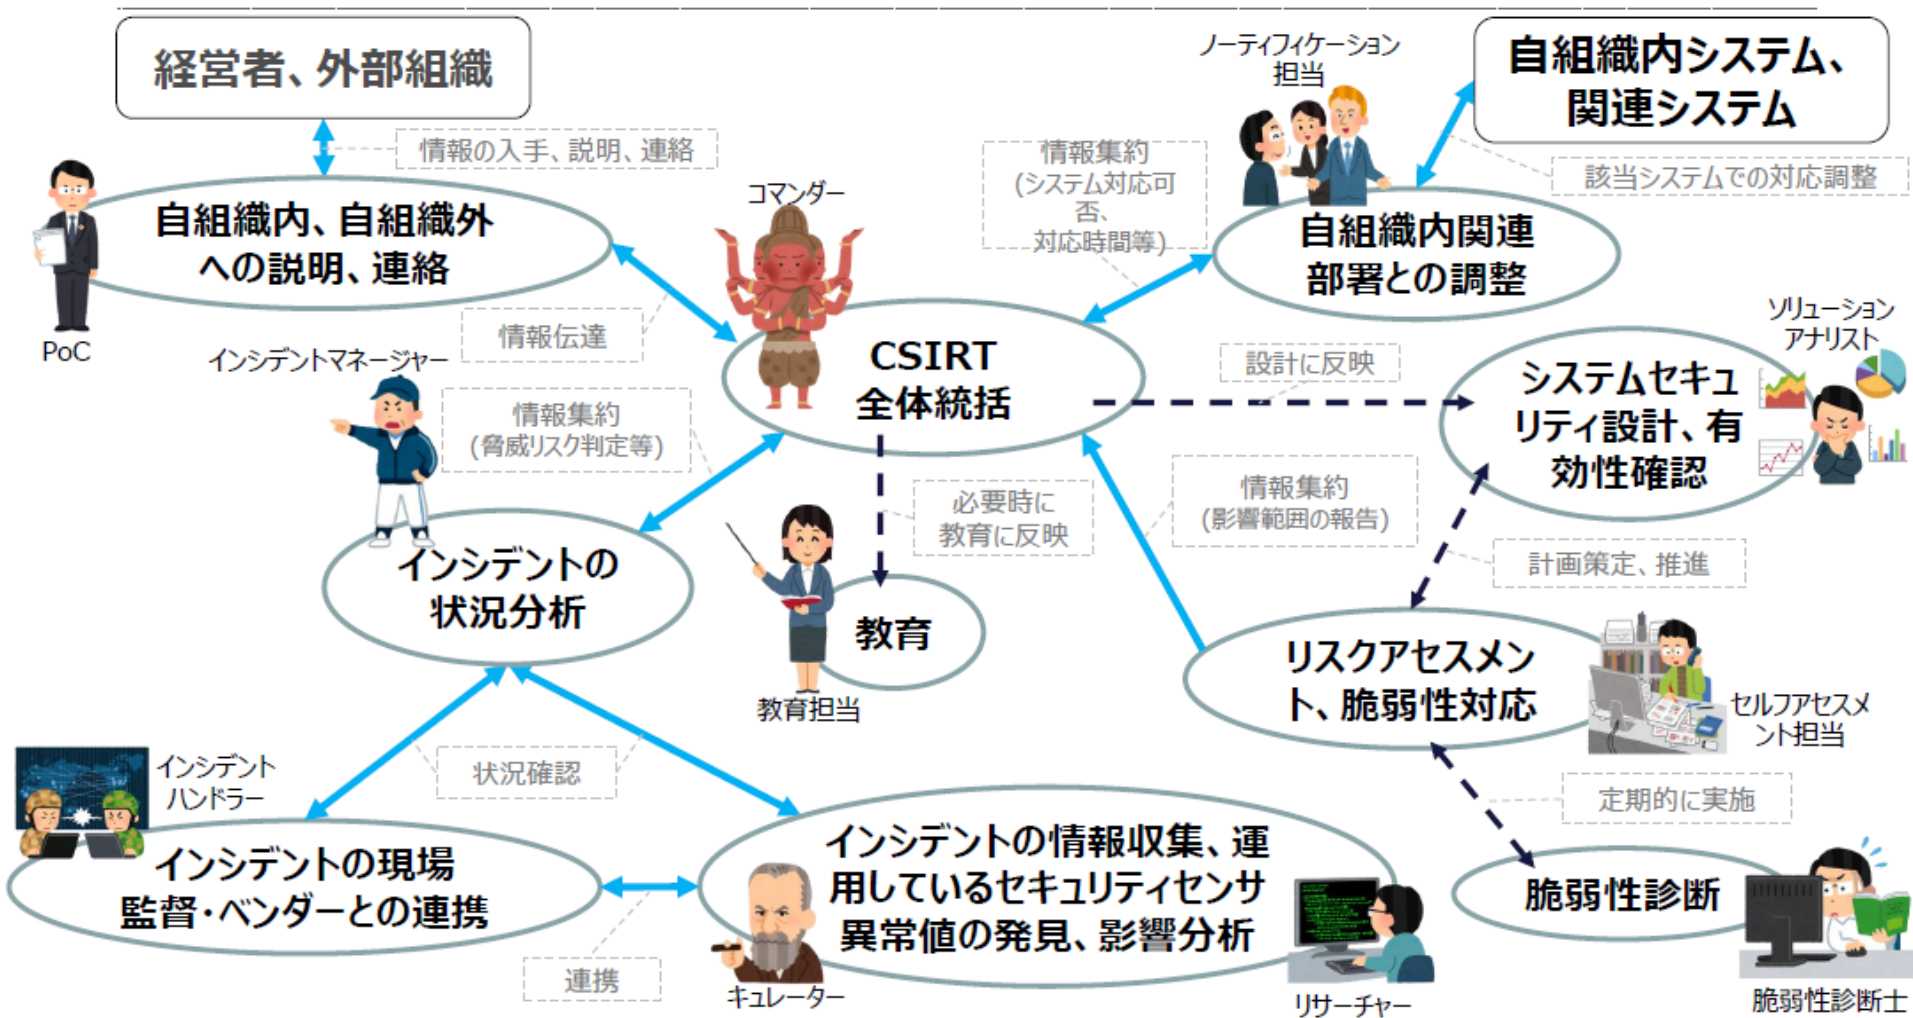 経営者、外部組織
ノーティフィケーション
担当
自組織内システム、
関連システム
情報の入手、説明、連絡
情報集約
(システム対応可
否、
対応時間等)
該当システムでの対応調整
コマンダー
自組織内、自組織外
への説明、連絡
自組織内関連
部署との調整
PoC
情報伝達
インシデントマネージャー
CSIRT
全体統括
設計に反映
ソリューション
アナリスト
システムセキュ
リティ設計、有
効性確認
情報集約
(脅威リスク判定等)
必要時に
教育に反映
情報集約
(影響範囲の報告)
計画策定、推進
インシデントの
状況分析
教育
教育担当
リスクアセスメン
ト、脆弱性対応
セルフアセスメ
ント担当
インシデント
ハンドラー
状況確認
定期的に実施
インシデントの現場
監督・ベンダーとの連携
インシデントの情報収集、運
用しているセキュリティセンサ
異常値の発見、影響分析
脆弱性診断
連携
キュレーター
リサーチャー
脆弱性診断士